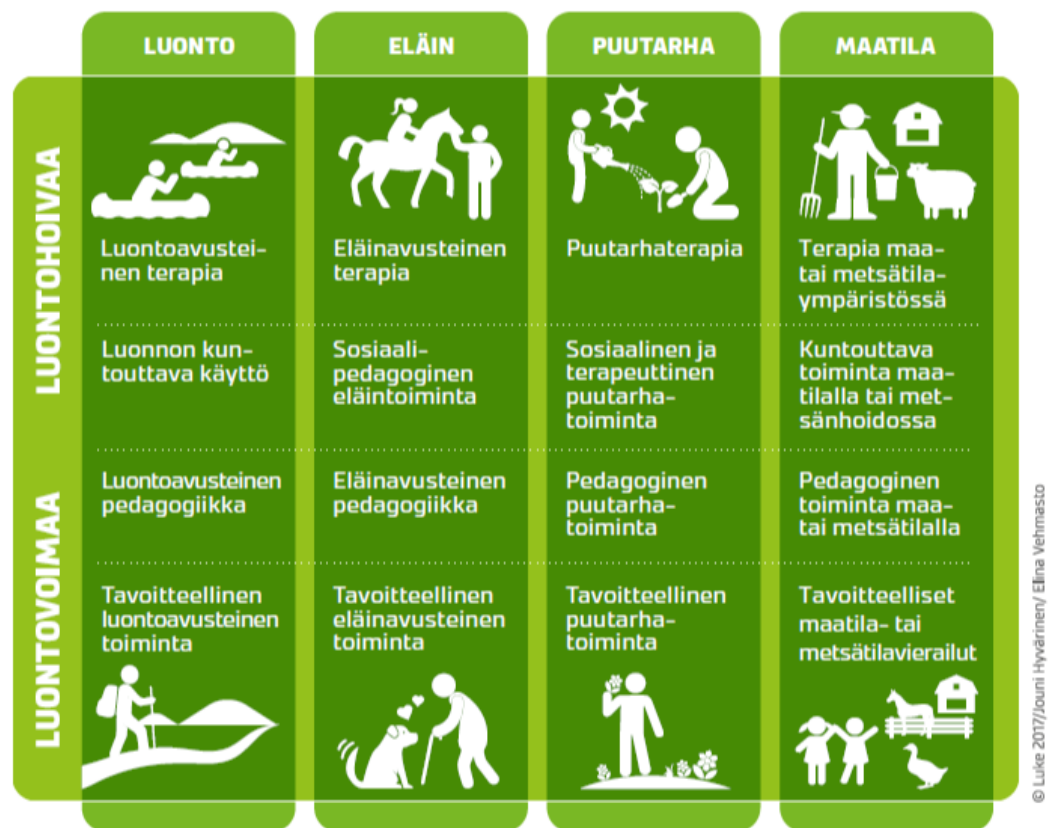 LUONTO
ELÄIN
PUUTARHA
MAATILA
LUONTOHOIVAA
Luontoavustei-
nen terapia
Eläinavusteinen
terapia
Puutarhaterapia
Terapia maa-
tai metsätila-
ympäristössä
Luonnon kun-
touttava käyttö
Sosiaali-
pedagoginen
eläintoiminta
Sosiaalinen ja
terapeuttinen
puutarha-
toiminta
Kuntouttava
toiminta maa-
tilalla tai met-
sänhoidossa
LUONTOVOIMAA
Luontoavusteinen
pedagogiikka
Eläinavusteinen
pedagogiikka
Pedagoginen
puutarha-
toiminta
Pedagoginen
toiminta maa-
tai metsätilalla
Tavoitteellinen
luontoavusteinen
toiminta
Tavoitteellinen
eläinavusteinen
toiminta
Tavoitteellinen
puutarha-
toiminta
Tavoitteelliset
maatila- tai
metsätilavierailut
© Luke 2017/Jouni Hyvärinen/ Elina Vehmasto